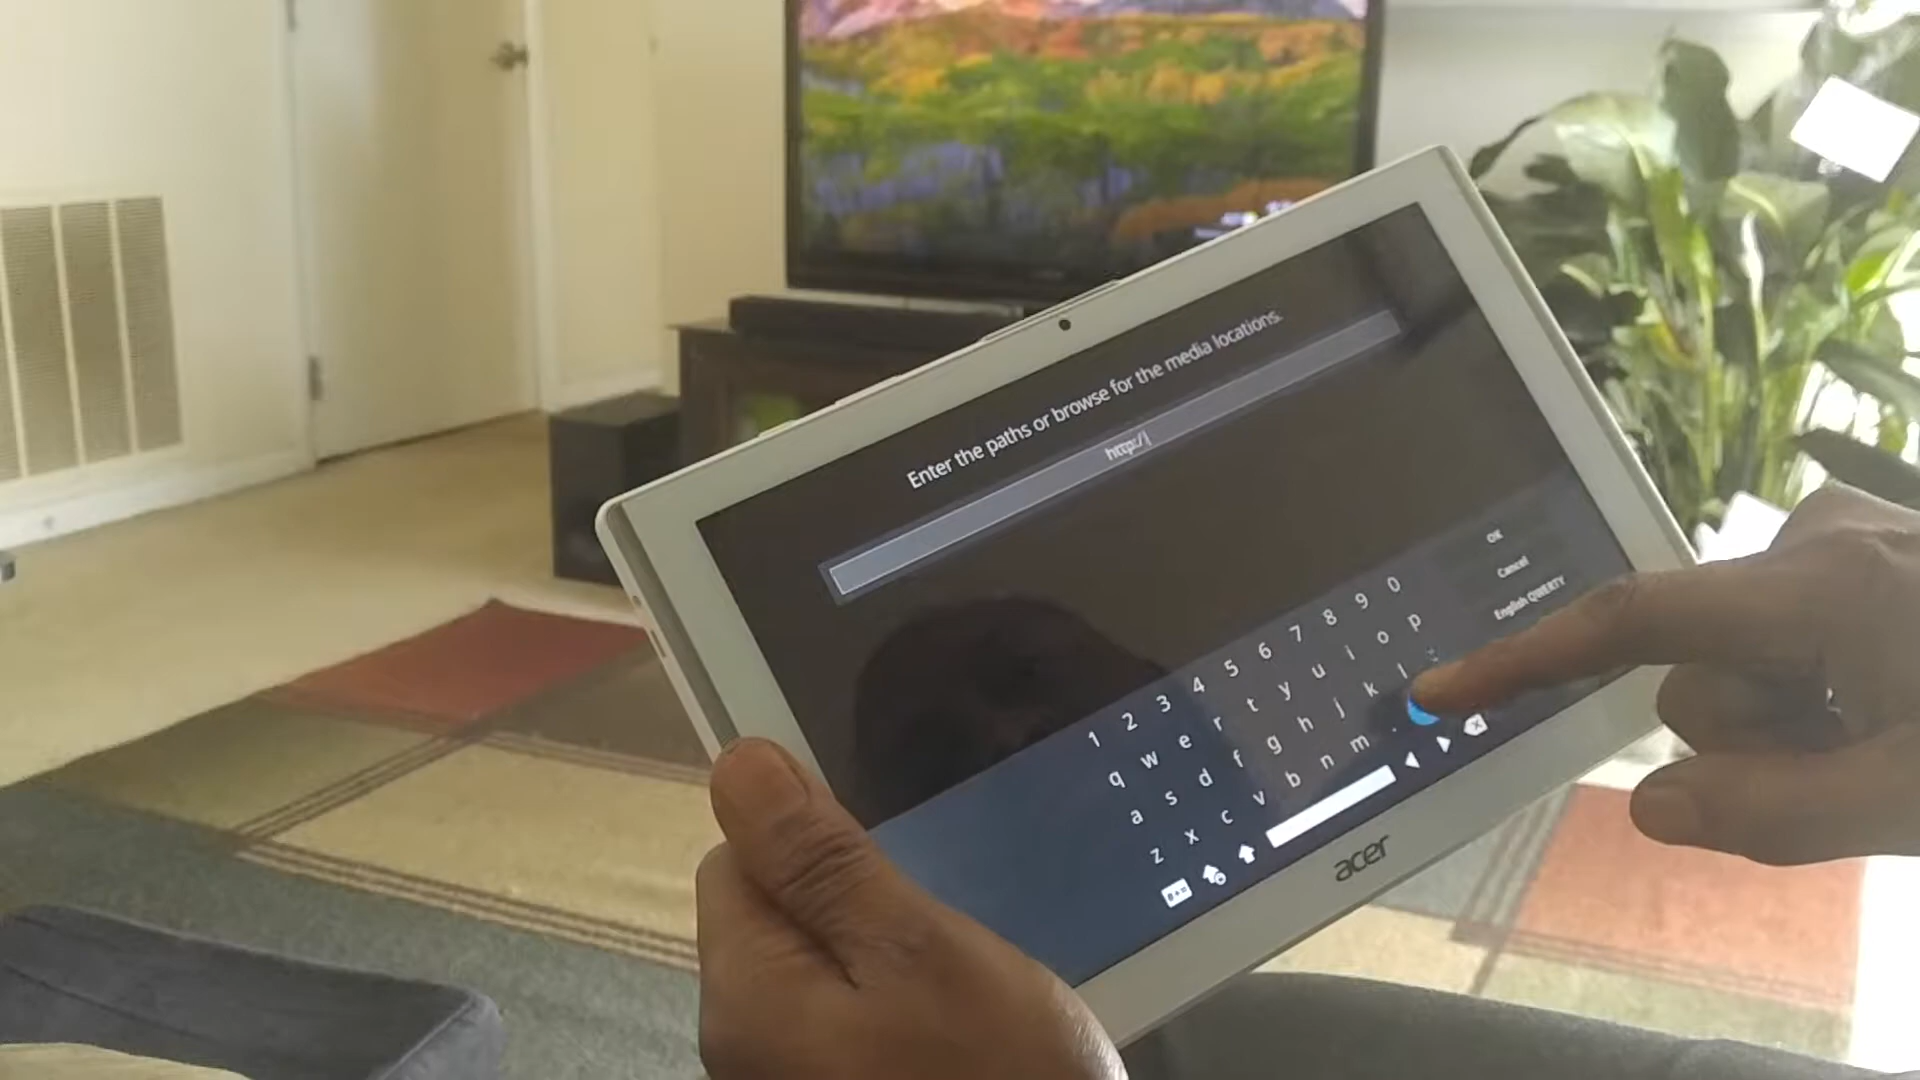 Enter the paths or browse for the media locations.
http:/
OK
Cancel
English QWERTY
1 2 3 4 5 6 7 8 9 0
q w e r t y u i o p
a s d f g h j k l :
z x c v b n m .
acer